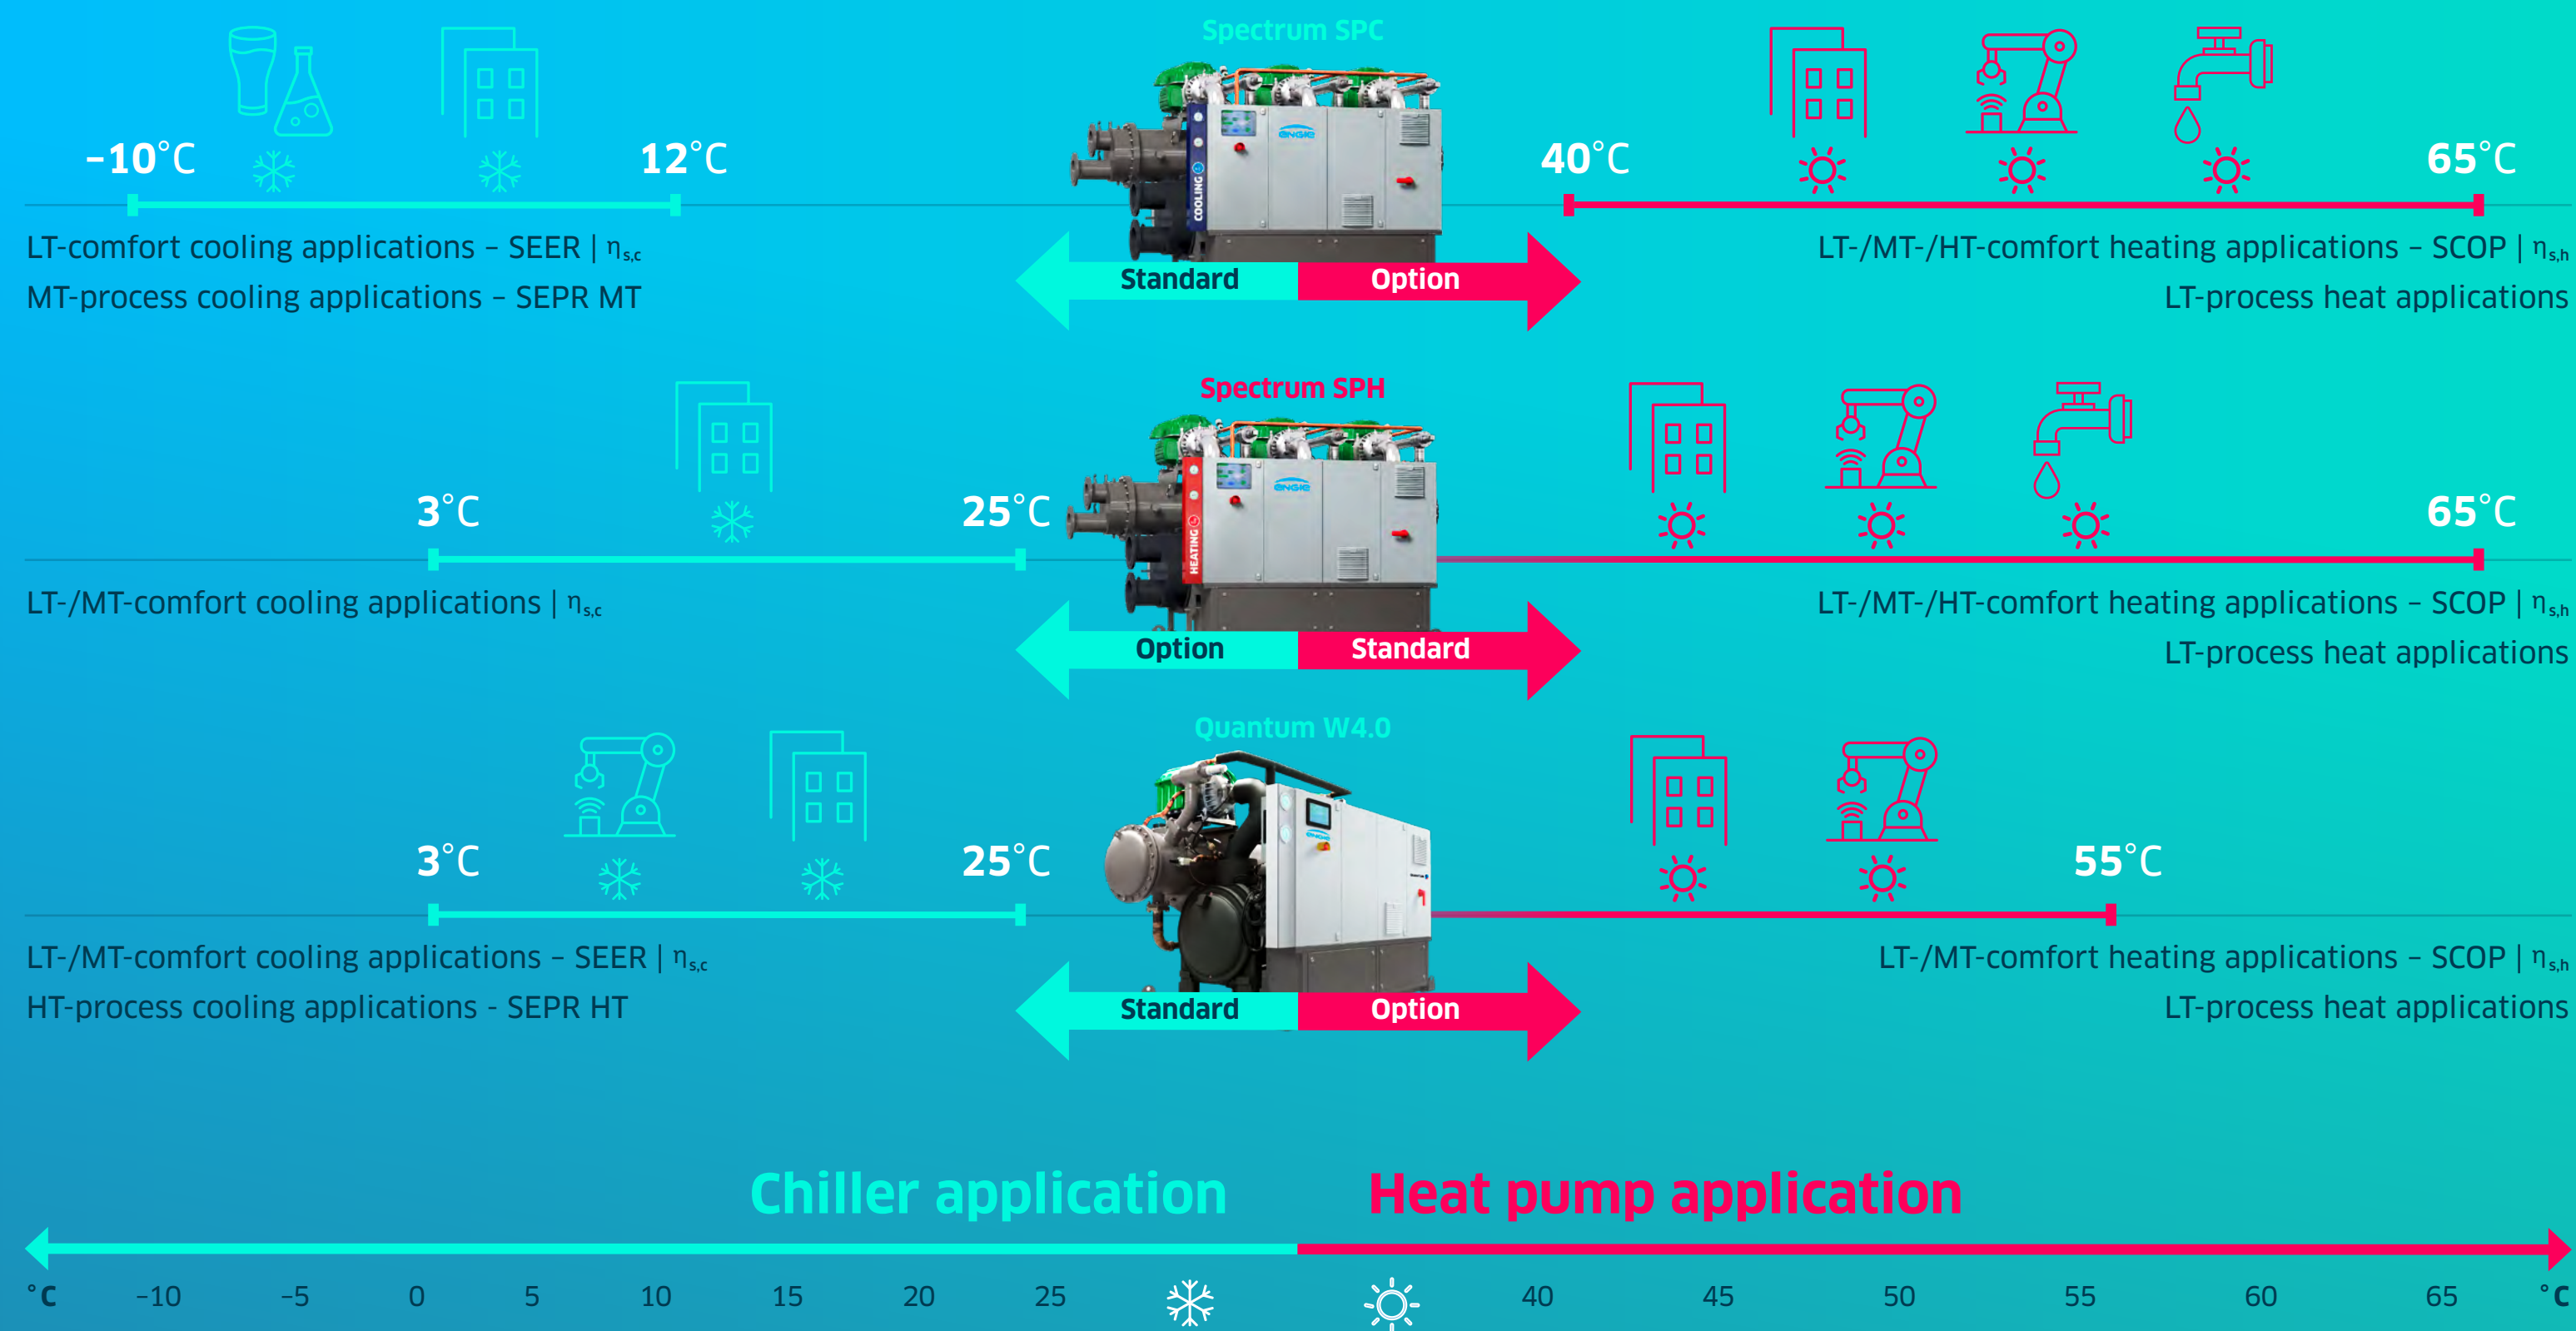 Spectrum SPC
-10°C
12°C
40°C
65°C
ENGIE
COOLING
LT-comfort cooling applications – SEER | ηs,c
MT-process cooling applications – SEPR MT
Standard
Option
LT-/MT-/HT-comfort heating applications – SCOP | ηs,h
LT-process heat applications
Spectrum SPH
3°C
25°C
65°C
ENGIE
HEATING
LT-/MT-comfort cooling applications | ηs,c
Option
Standard
LT-/MT-/HT-comfort heating applications – SCOP | ηs,h
LT-process heat applications
Quantum W4.0
3°C
25°C
55°C
ENGIE
LT-/MT-comfort cooling applications – SEER | ηs,c
HT-process cooling applications - SEPR HT
Standard
Option
LT-/MT-comfort heating applications – SCOP | ηs,h
LT-process heat applications
Chiller application
Heat pump application
°C -10 -5 0 5 10 15 20 25 40 45 50 55 60 65 °C